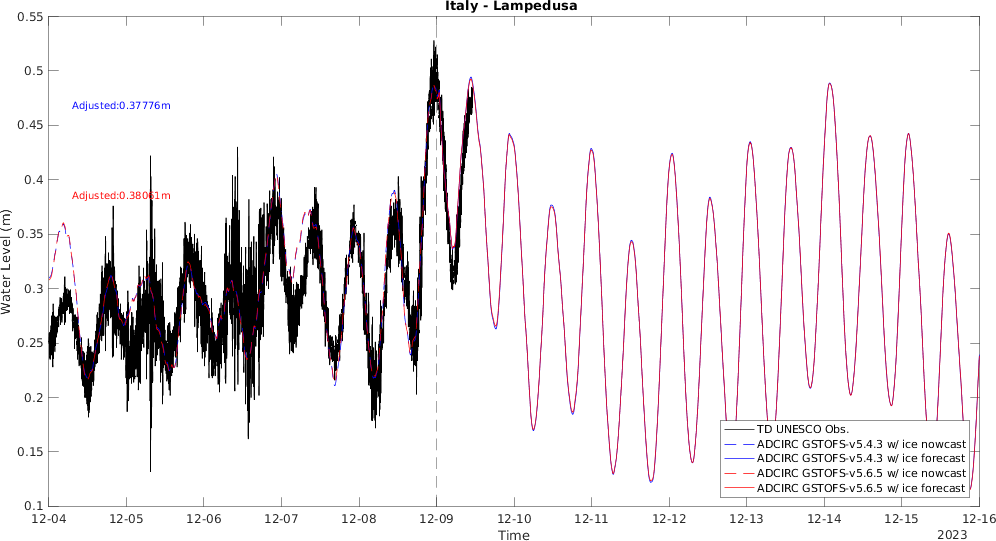 Italy - Lampedusa
Water Level (m)
0.55
0.5
0.45
0.4
0.35
0.3
0.25
0.2
0.15
0.1
Adjusted:0.37776m
Adjusted:0.38061m
TD UNESCO Obs.
ADCIRC GSTOFS-v5.4.3 w/ ice nowcast
ADCIRC GSTOFS-v5.4.3 w/ ice forecast
ADCIRC GSTOFS-v5.6.5 w/ ice nowcast
ADCIRC GSTOFS-v5.6.5 w/ ice forecast
12-04 12-05 12-06 12-07 12-08 12-09 12-10 12-11 12-12 12-13 12-14 12-15 12-16
Time
2023